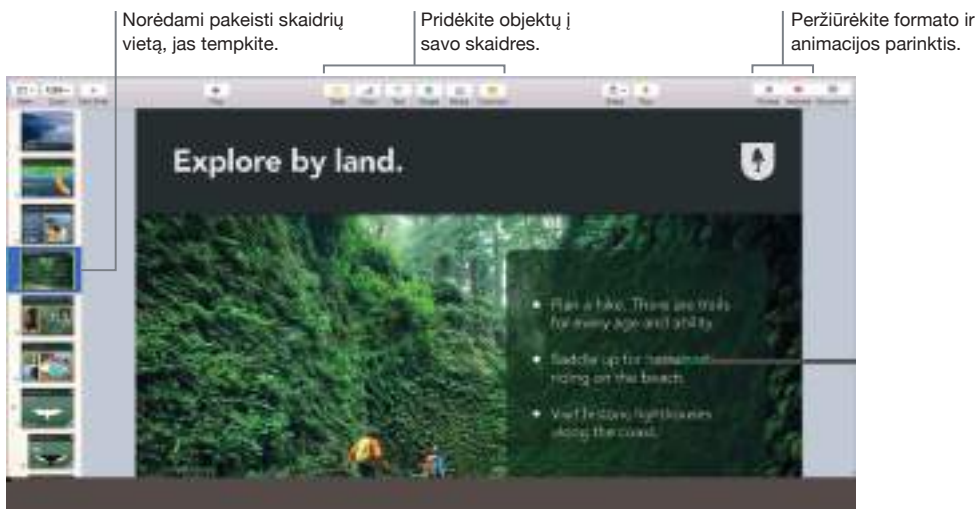 Norėdami pakeisti skaidrių
vietą, jas tempkite.
Pridėkite objektų į
savo skaidres.
Peržiūrėkite formato ir
animacijos parinktis.
Explore by land.
Plan a hike. There are trails
for every age and ability.
Saddle up for
riding on the beach.
Visit historic lighthouses
along the coast.